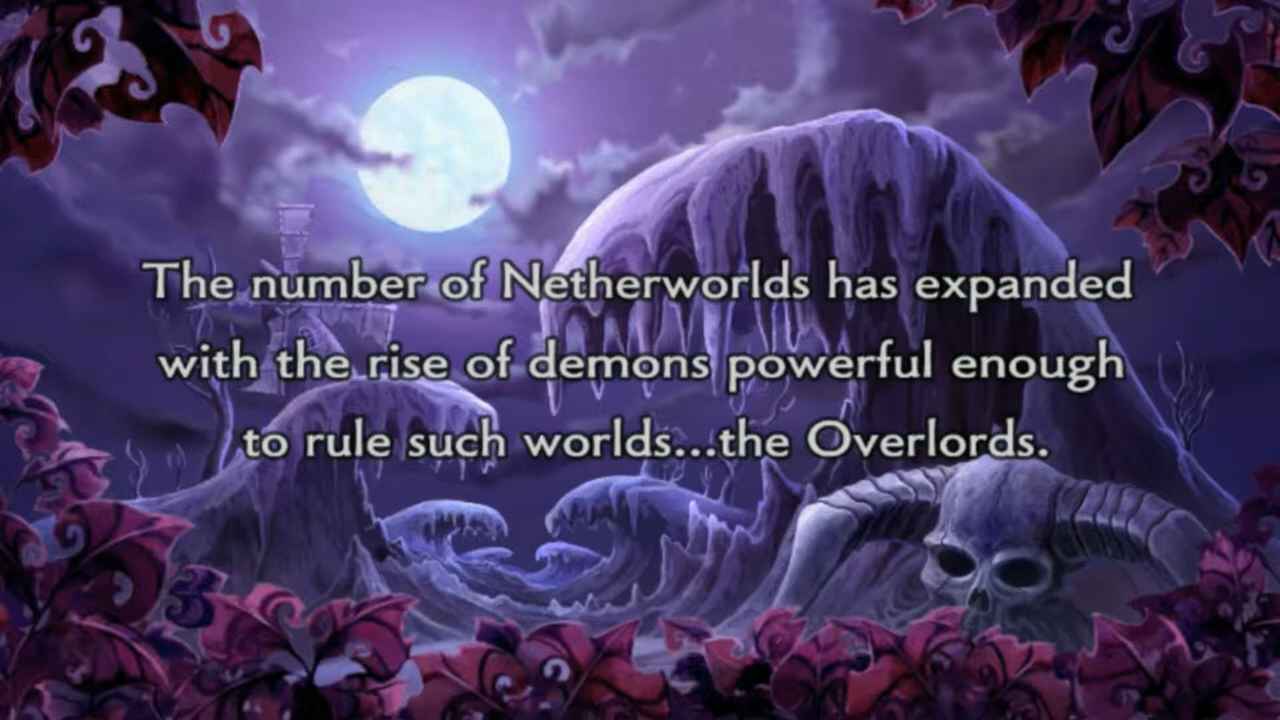 The number of Netherworlds has expanded
with the rise of demons powerful enough
to rule such worlds...the Overlords.